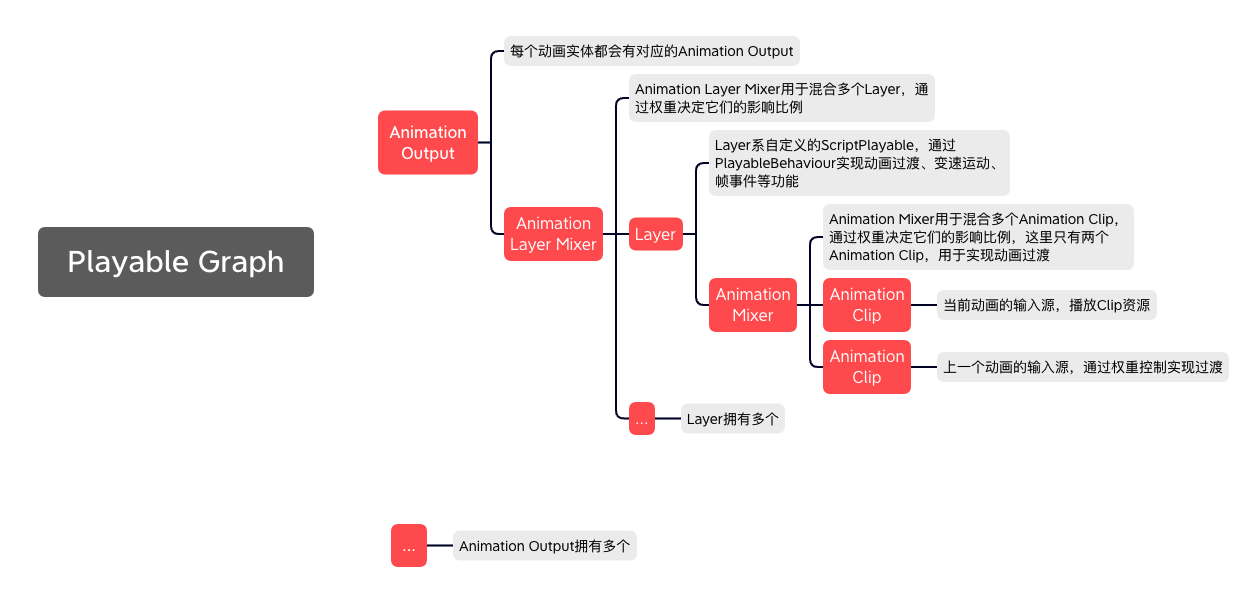 Playable Graph
Animation
Output
每个动画实体都会有对应的Animation Output
Animation
Layer Mixer
Animation Layer Mixer用于混合多个Layer，通
过权重决定它们的影响比例
Layer
Layer系自定义的ScriptPlayable，通过
PlayableBehaviour实现动画过渡、变速运动、
帧事件等功能
Animation
Mixer
Animation Mixer用于混合多个Animation Clip，
通过权重决定它们的影响比例，这里只有两个
Animation Clip，用于实现动画过渡
Animation
Clip
当前动画的输入源，播放Clip资源
Animation
Clip
上一个动画的输入源，通过权重控制实现过渡
...
Layer拥有多个
...
Animation Output拥有多个